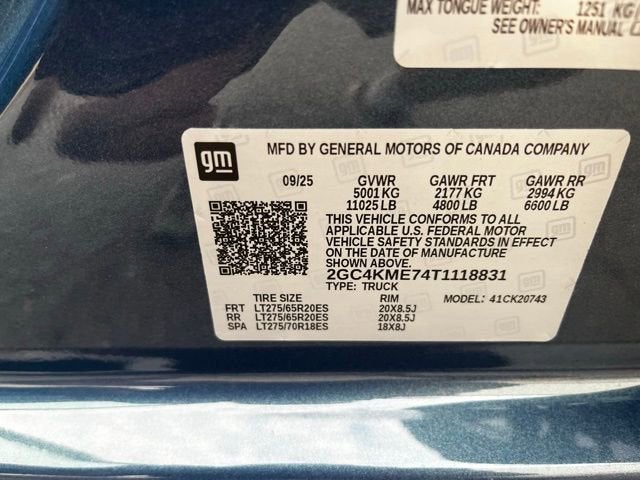 MAX TONGUE WEIGHT: 1251 KG/
SEE OWNER'S MANUAL
gm
MFD BY GENERAL MOTORS OF CANADA COMPANY
09/25 GVWR GAWR FRT GAWR RR
5001 KG 2177 KG 2994 KG
11025 LB 4800 LB 6600 LB
THIS VEHICLE CONFORMS TO ALL
APPLICABLE U.S. FEDERAL MOTOR
VEHICLE SAFETY STANDARDS IN EFFECT
ON THE DATE OF MANUFACTURE
SHOWN ABOVE.
2GC4KME74T1118831
TYPE: TRUCK
TIRE SIZE RIM MODEL: 41CK20743
FRT LT275/65R20ES 20X8.5J
RR LT275/65R20ES 20X8.5J
SPA LT275/70R18ES 18X8J